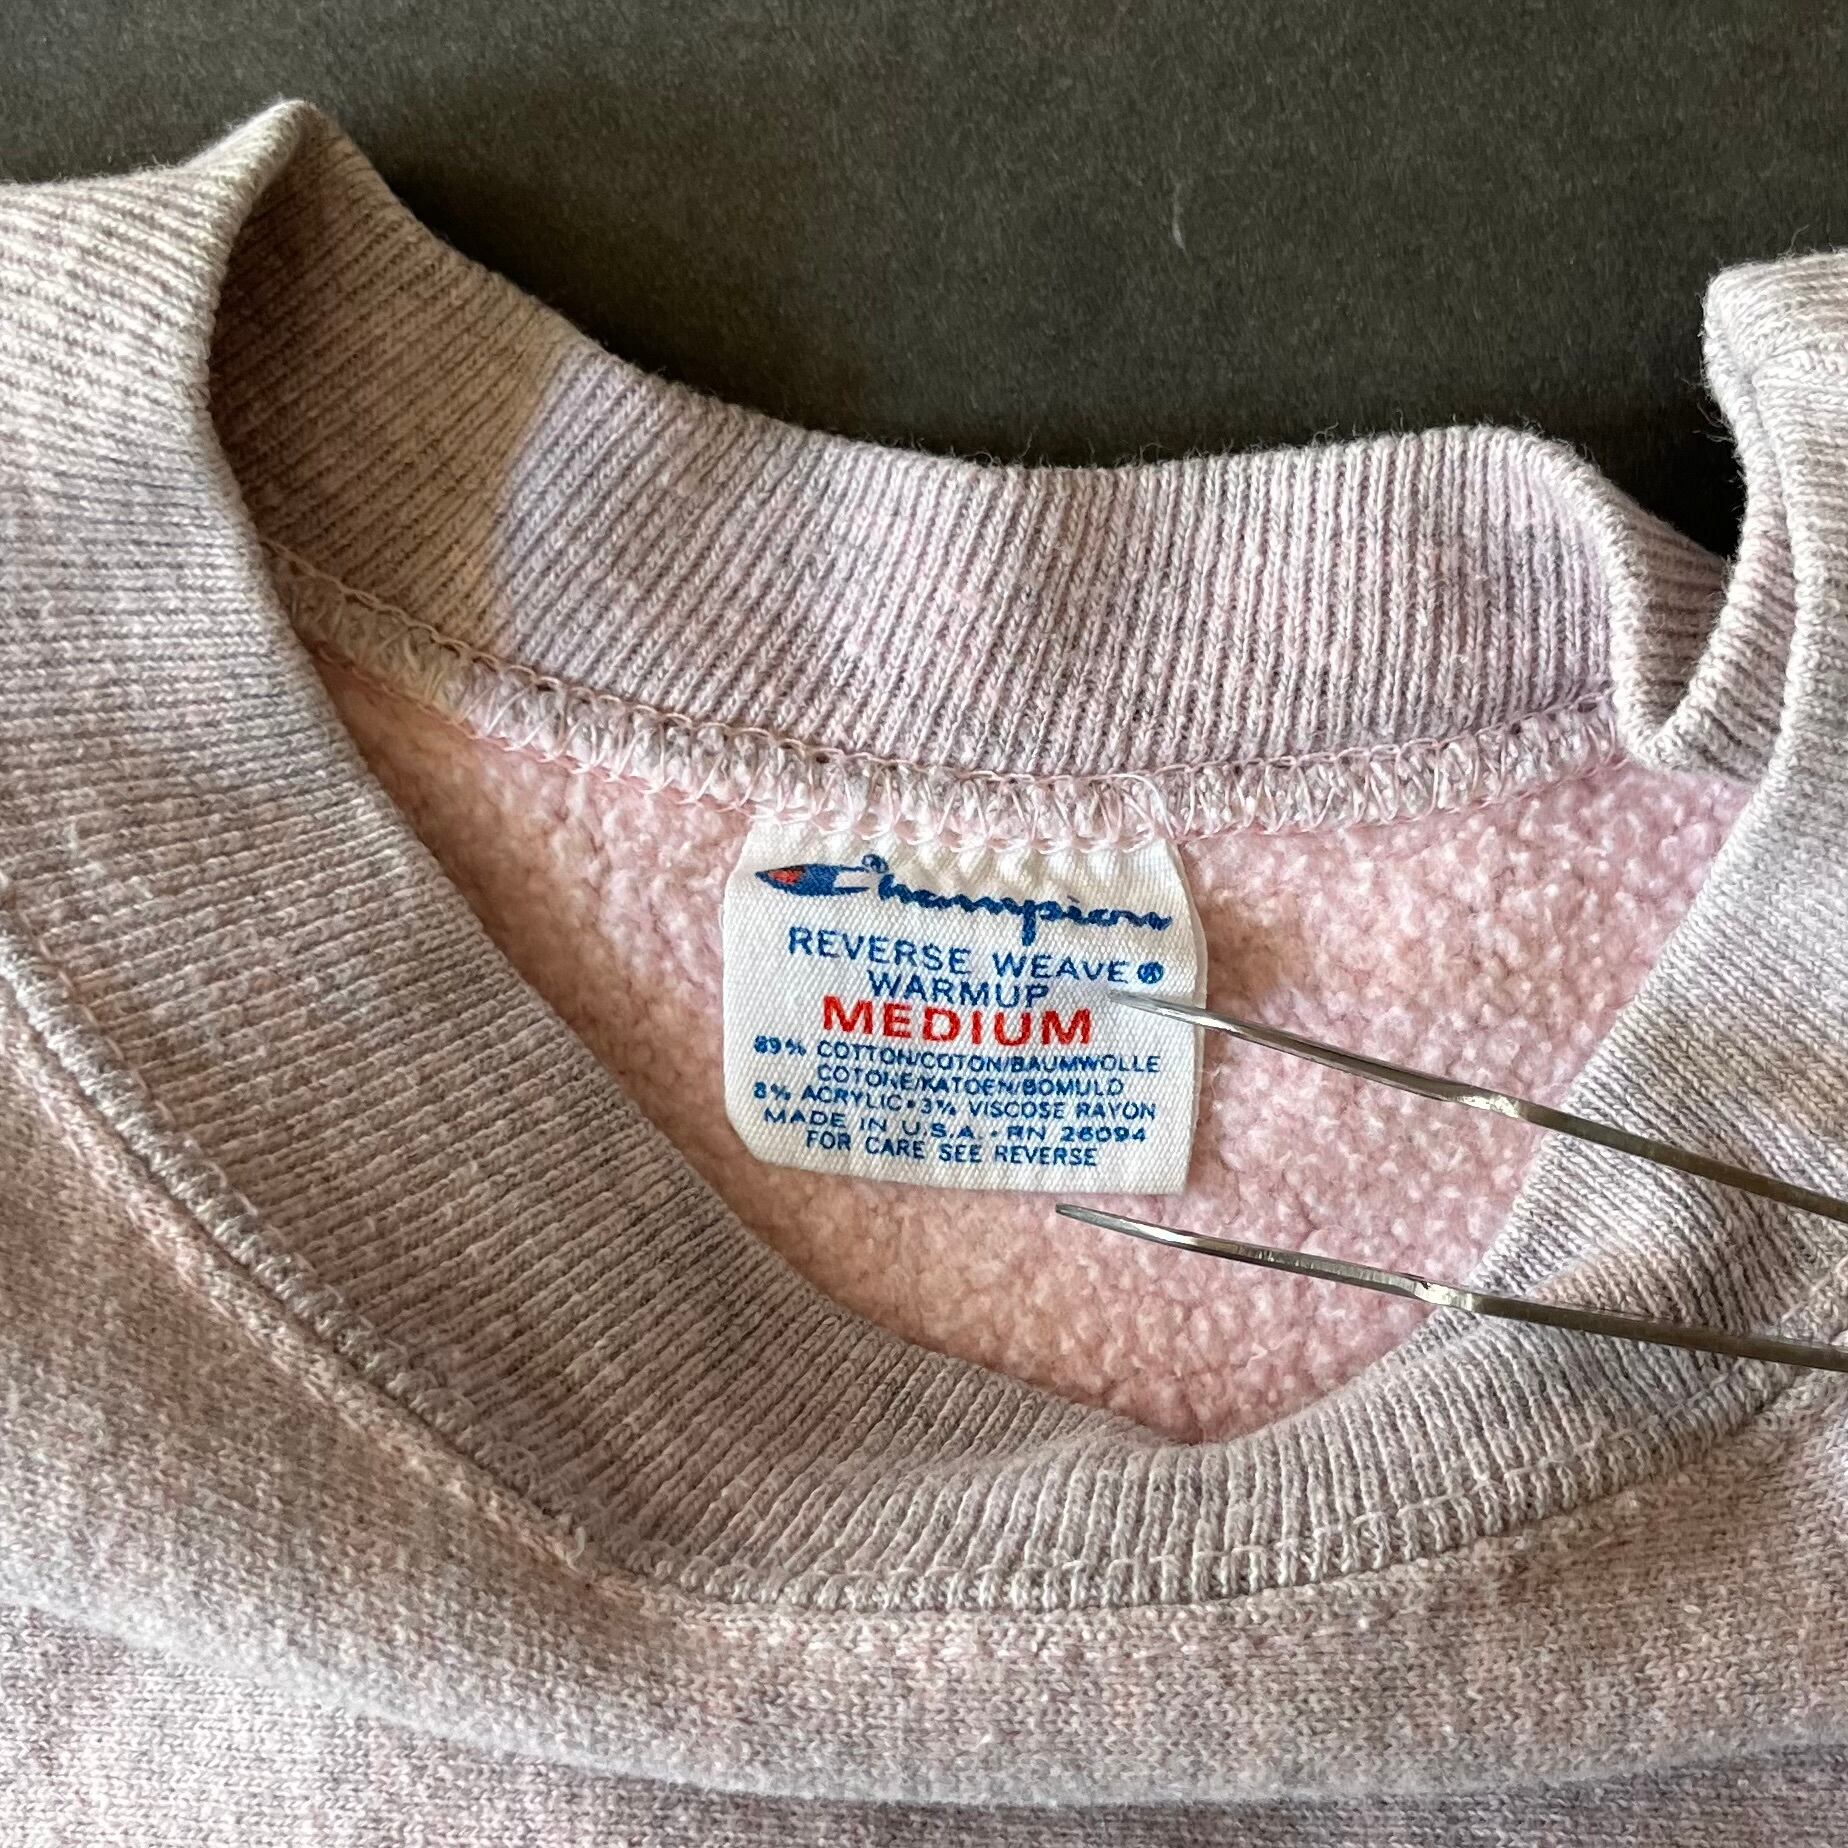 Champion®
REVERSE WEAVE®
WARMUP
MEDIUM
89% COTTON/COTON/BAUMWOLLE
COTONE/KATOEN/BOMULD
8% ACRYLIC•3% VISCOSE RAYON
MADE IN U.S.A.•RN 26094
FOR CARE SEE REVERSE